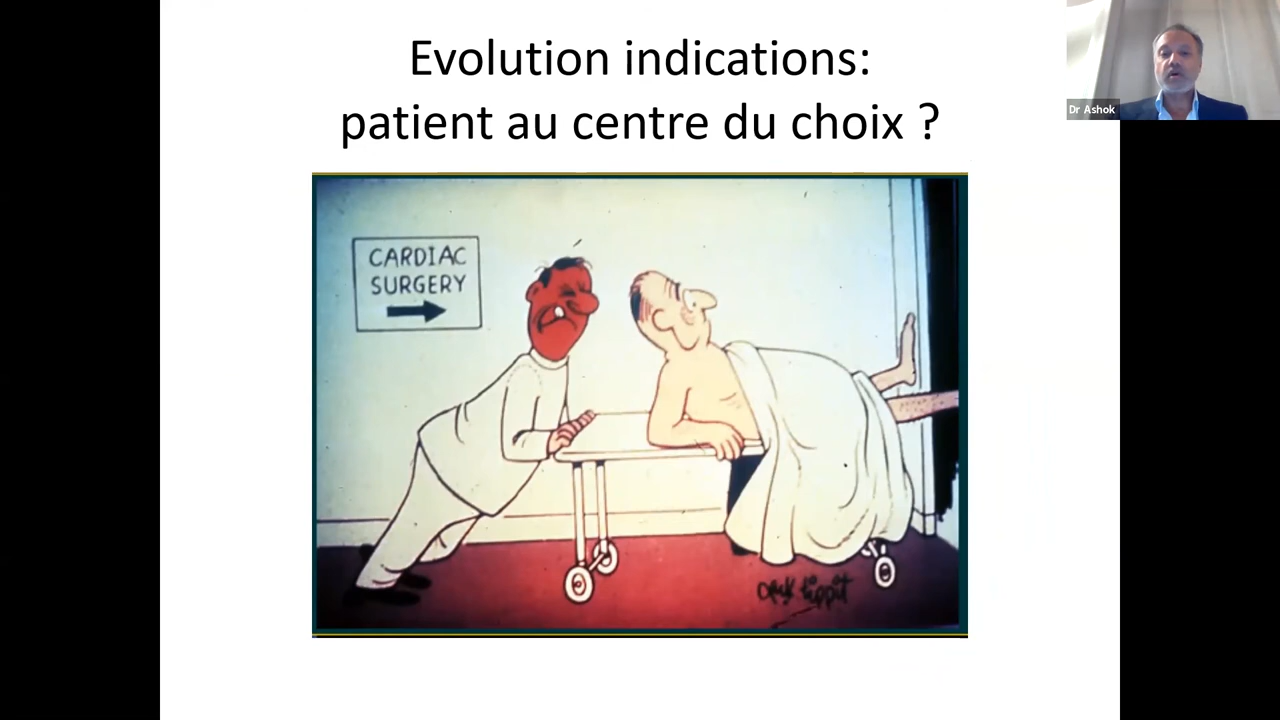 Evolution indications:
patient au centre du choix ?
Dr Ashok
CARDIAC
SURGERY